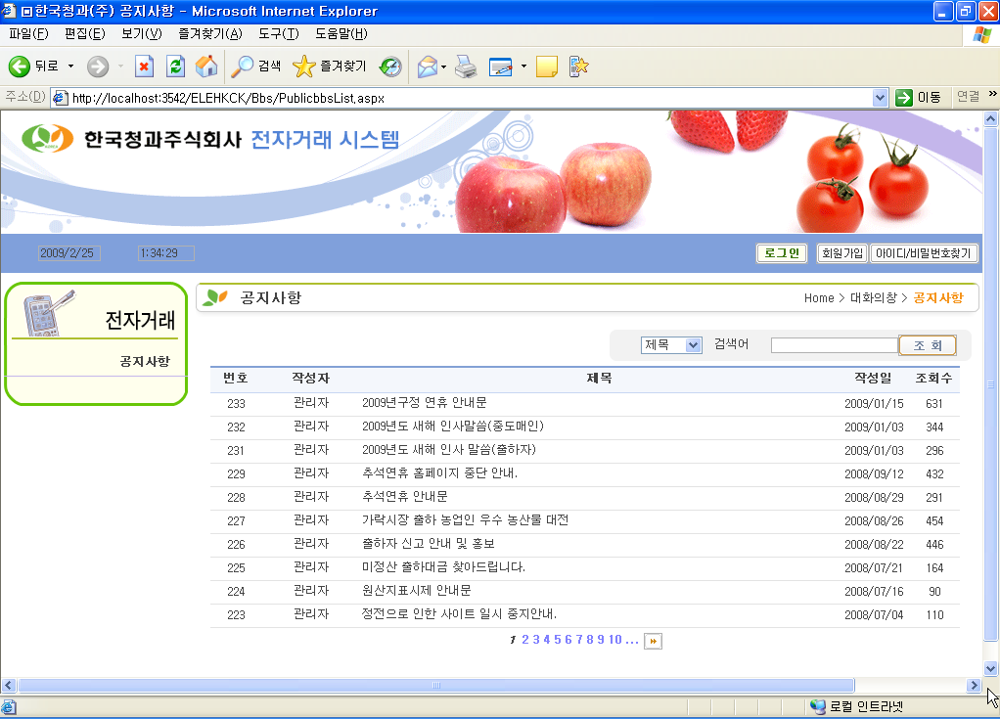 한국청과(주) 공지사항 - Microsoft Internet Explorer
파일(F) 편집(E) 보기(V) 즐겨찾기(A) 도구(T) 도움말(H)
뒤로 검색 즐겨찾기
주소(D) http://localhost:3542/ELEHKCK/Bbs/PublicbbsList.aspx 이동 연결 »
한국청과주식회사 전자거래 시스템
2009/2/25 1:34:29 로그인 회원가입 아이디/비밀번호찾기
전자거래
공지사항
공지사항 Home > 대화의창 > 공지사항
제목 검색어 조 회
번호 작성자 제목 작성일 조회수
233 관리자 2009년구정 연휴 안내문 2009/01/15 631
232 관리자 2009년도 새해 인사말씀(중도매인) 2009/01/03 344
231 관리자 2009년도 새해 인사 말씀(출하자) 2009/01/03 296
229 관리자 추석연휴 홈페이지 중단 안내. 2008/09/12 432
228 관리자 추석연휴 안내문 2008/08/29 291
227 관리자 가락시장 출하 농업인 우수 농산물 대전 2008/08/26 454
226 관리자 출하자 신고 안내 및 홍보 2008/08/22 446
225 관리자 미정산 출하대금 찾아드립니다. 2008/07/21 164
224 관리자 원산지표시제 안내문 2008/07/16 90
223 관리자 정전으로 인한 사이트 일시 중지안내. 2008/07/04 110
1 2 3 4 5 6 7 8 9 10 ...
로컬 인트라넷